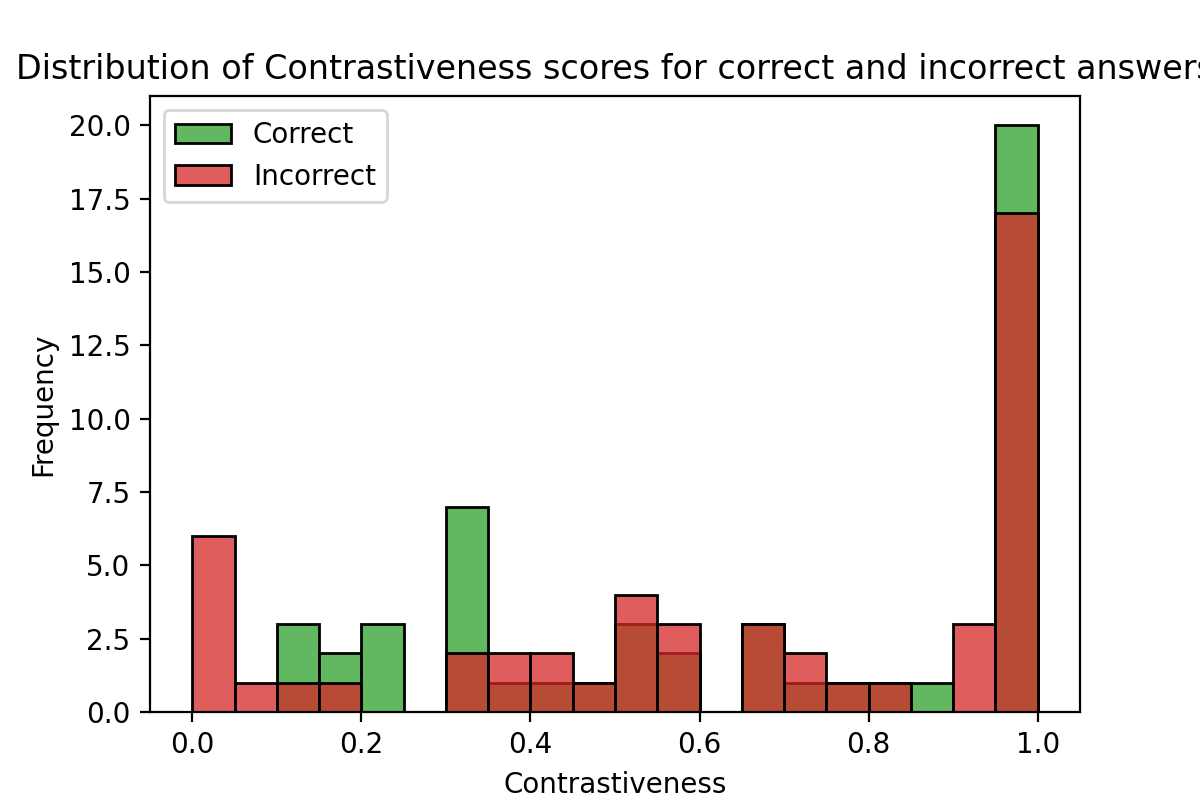 Distribution of Contrastiveness scores for correct and incorrect answers
Correct
Incorrect
20.0
17.5
15.0
12.5
10.0
7.5
5.0
2.5
0.0
Frequency
0.0 0.2 0.4 0.6 0.8 1.0
Contrastiveness